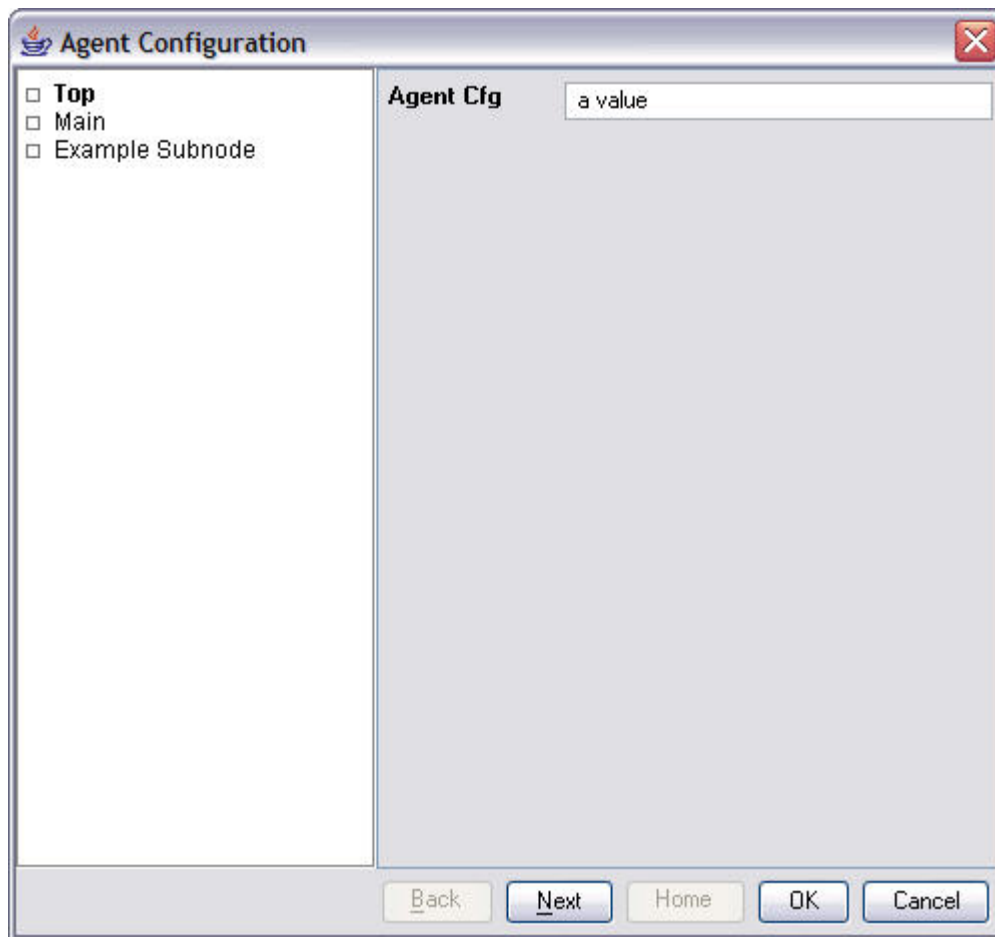 Agent Configuration
Top
Main
Example Subnode
Agent Cfg a value
Back Next Home OK Cancel